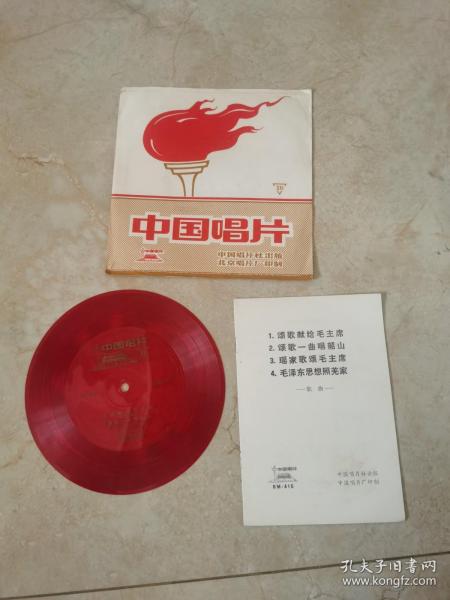 中国唱片
中国唱片社出版
北京唱片厂印制
中国唱片
1. 颂歌献给毛主席
2. 颂歌一曲唱韶山
3. 瑶家歌颂毛主席
4. 毛泽东思想照羌家
—歌曲—
中国唱片
BM-415
中国唱片社出版
中国唱片厂印制
孔夫子旧书网
www.kongfz.com